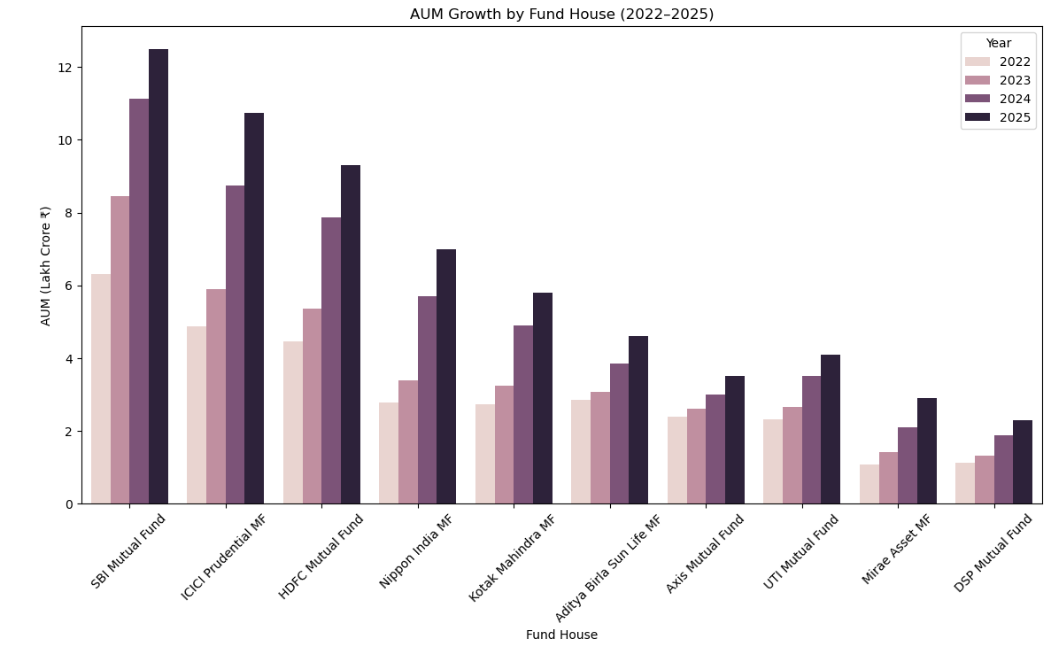 AUM Growth by Fund House (2022–2025)
Year
2022
2023
2024
2025
AUM (Lakh Crore ₹)
12
10
8
6
4
2
0
SBI Mutual Fund
ICICI Prudential MF
HDFC Mutual Fund
Nippon India MF
Kotak Mahindra MF
Aditya Birla Sun Life MF
Axis Mutual Fund
UTI Mutual Fund
Mirae Asset MF
DSP Mutual Fund
Fund House